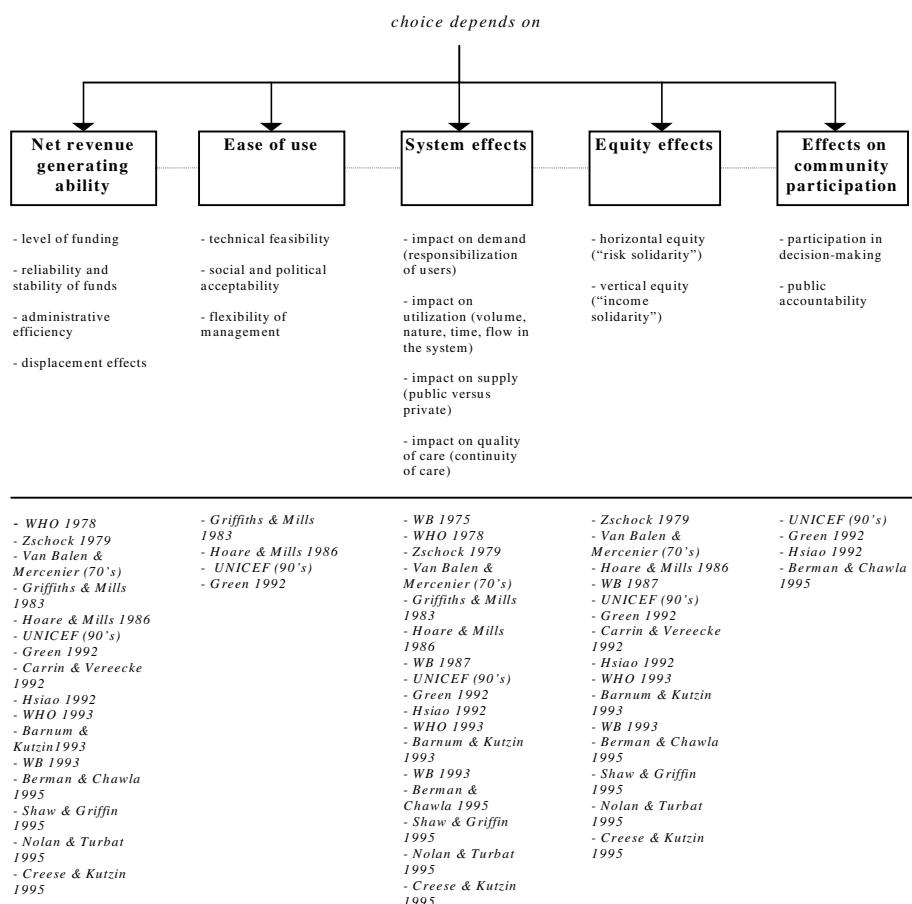 choice depends on
Net revenue
generating
ability
Ease of use
System effects
Equity effects
Effects on
community
participation
- level of funding
- reliability and
stability of funds
- administrative
efficiency
- displacement effects
- technical feasibility
- social and political
acceptability
- flexibility of
management
- impact on demand
(responsibilization
of users)
- impact on
utilization (volume,
nature, time, flow in
the system)
- impact on supply
(public versus
private)
- impact on quality
of care (continuity
of care)
- horizontal equity
(“risk solidarity”)
- vertical equity
(“income
solidarity”)
- participation in
decision-making
- public
accountability
- WHO 1978
- Zschock 1979
- Van Balen &
Mercenier (70’s)
- Griffiths & Mills
1983
- Hoare & Mills 1986
- UNICEF (90’s)
- Green 1992
- Carrin & Vereecke
1992
- Hsiao 1992
- WHO 1993
- Barnum &
Kutzin1993
- WB 1993
- Berman & Chawla
1995
- Shaw & Griffin
1995
- Nolan & Turbat
1995
- Creese & Kutzin
1995
- Griffiths & Mills
1983
- Hoare & Mills 1986
- UNICEF (90’s)
- Green 1992
- WB 1975
- WHO 1978
- Zschock 1979
- Van Balen &
Mercenier (70’s)
- Griffiths & Mills
1983
- Hoare & Mills
1986
- WB 1987
- UNICEF (90’s)
- Green 1992
- Hsiao 1992
- WHO 1993
- Barnum & Kutzin
1993
- WB 1993
- Berman &
Chawla 1995
- Shaw & Griffin
1995
- Nolan & Turbat
1995
- Creese & Kutzin
1995
- Zschock 1979
- Van Balen &
Mercenier (70’s)
- Hoare & Mills 1986
- WB 1987
- UNICEF (90’s)
- Green 1992
- Carrin & Vereecke
1992
- Hsiao 1992
- WHO 1993
- Barnum & Kutzin
1993
- WB 1993
- Berman & Chawla
1995
- Shaw & Griffin
1995
- Nolan & Turbat
1995
- Creese & Kutzin
1995
- UNICEF (90’s)
- Green 1992
- Hsiao 1992
- Berman & Chawla
1995